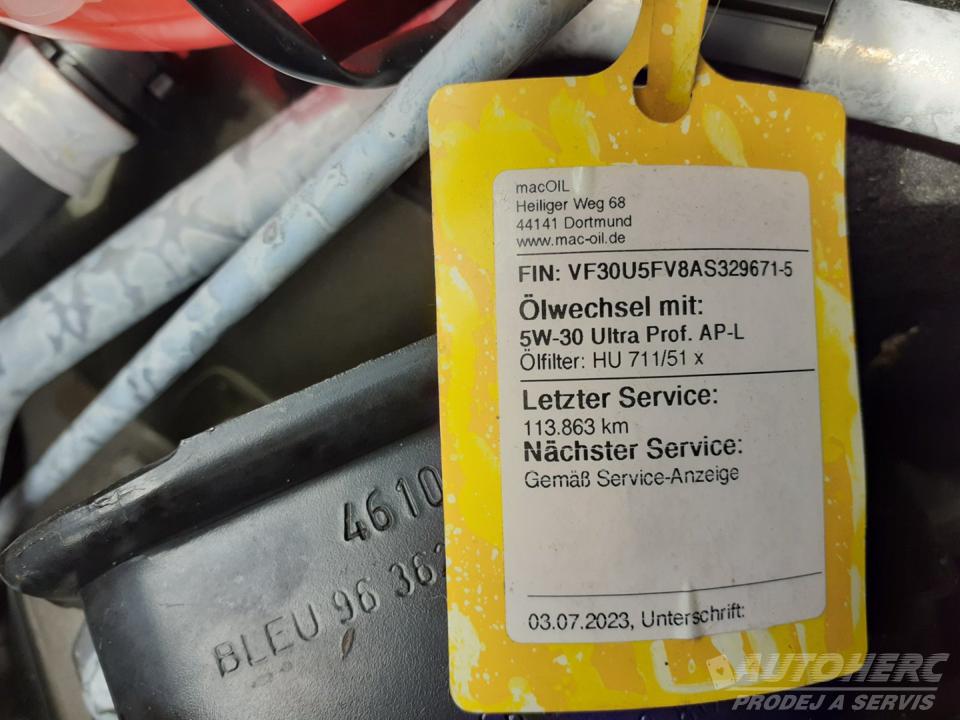 macOIL
Heiliger Weg 68
44141 Dortmund
www.mac-oil.de
FIN: VF30U5FV8AS329671-5
Ölwechsel mit:
5W-30 Ultra Prof. AP-L
Ölfilter: HU 711/51 x
Letzter Service:
113.863 km
Nächster Service:
Gemäß Service-Anzeige
03.07.2023, Unterschrift:
4610
BLEU 96 36
AUTOHERC
PRODEJ A SERVIS